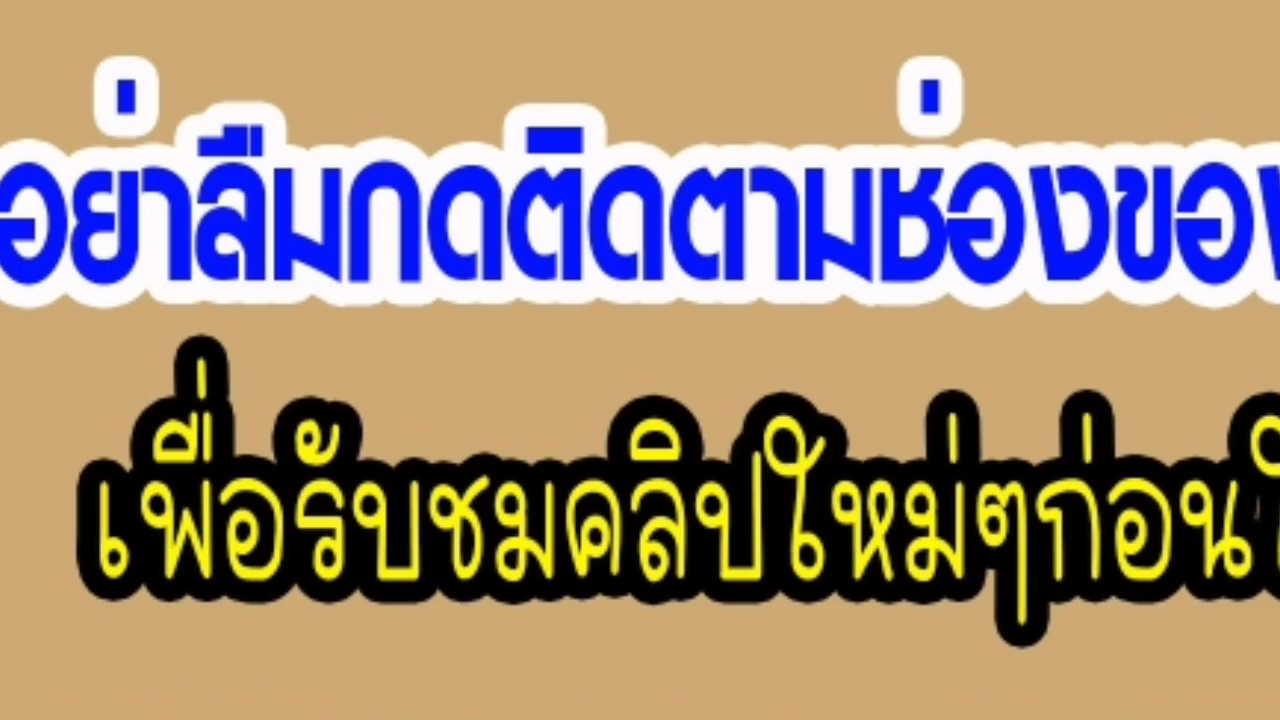 อย่าลืมกดติดตามช่องของ
เพื่อรับชมคลิปใหม่ๆก่อน